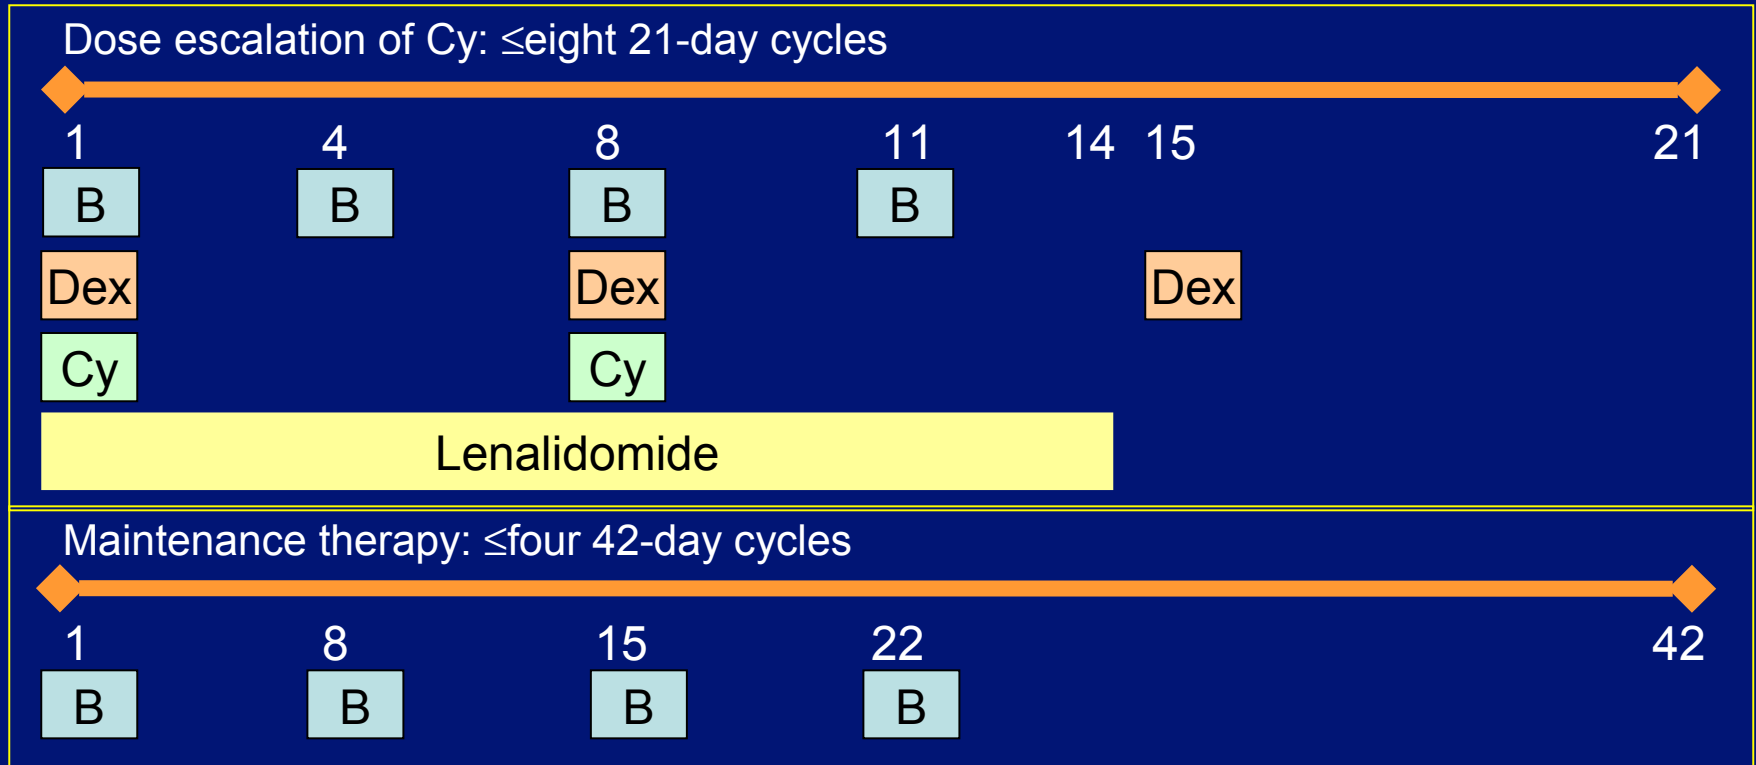 Dose escalation of Cy: ≤eight 21-day cycles
1 4 8 11 14 15 21
B B B B
Dex Dex Dex
Cy Cy
Lenalidomide
Maintenance therapy: ≤four 42-day cycles
1 8 15 22 42
B B B B